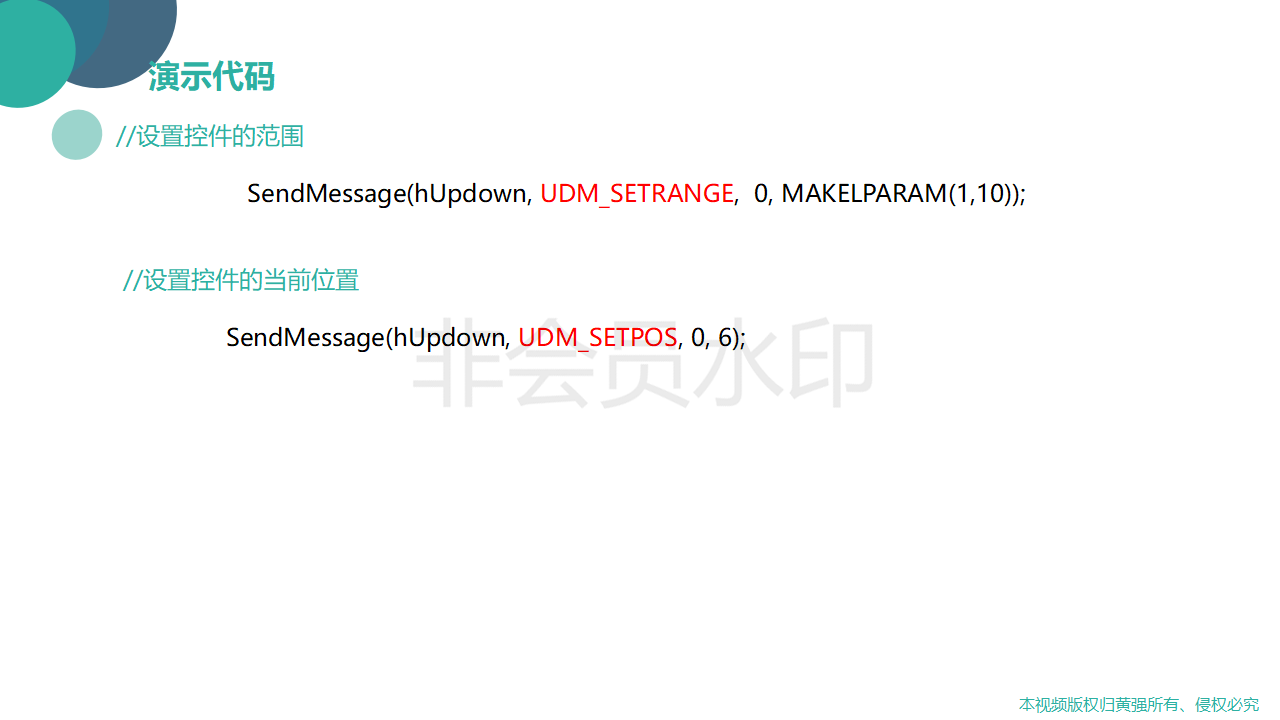 演示代码
//设置控件的范围
SendMessage(hUpdown, UDM_SETRANGE,  0, MAKELPARAM(1,10));
//设置控件的当前位置
SendMessage(hUpdown, UDM_SETPOS, 0, 6);
非会员水印
本视频版权归黄强所有、侵权必究